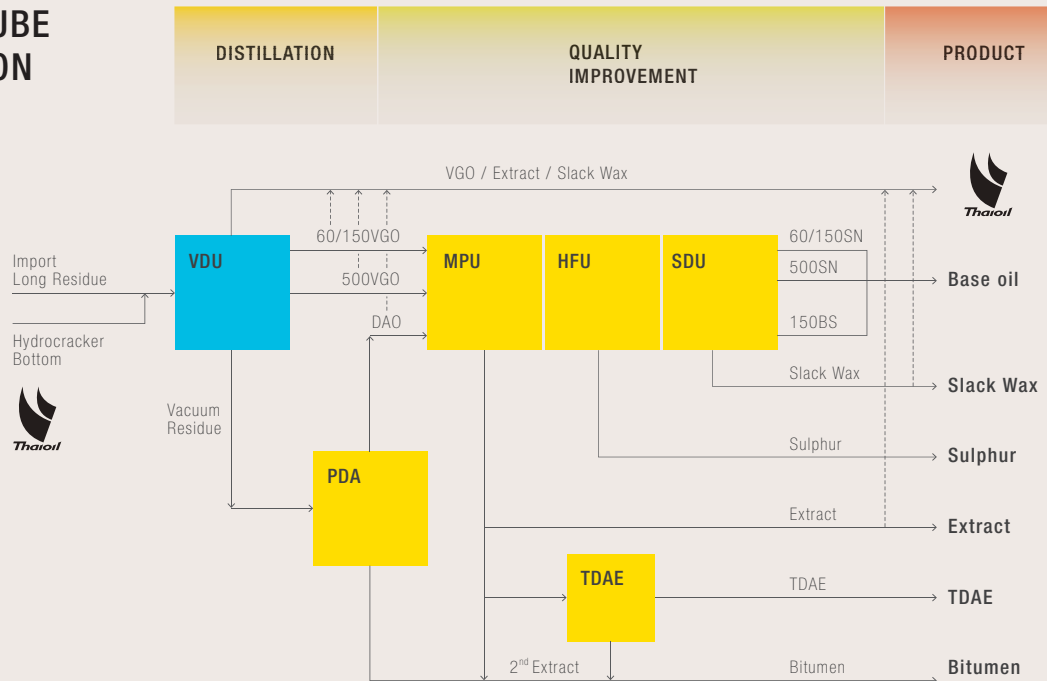 UBE
ON
DISTILLATION
QUALITY
IMPROVEMENT
PRODUCT
VGO / Extract / Slack Wax
Thaioil
60/150VGO
60/150SN
VDU
MPU
HFU
SDU
Import
Long Residue
500VGO
500SN
Base oil
DAO
150BS
Hydrocracker
Bottom
Slack Wax
Slack Wax
Thaioil
Vacuum
Residue
Sulphur
Sulphur
PDA
Extract
Extract
TDAE
TDAE
TDAE
2nd Extract
Bitumen
Bitumen